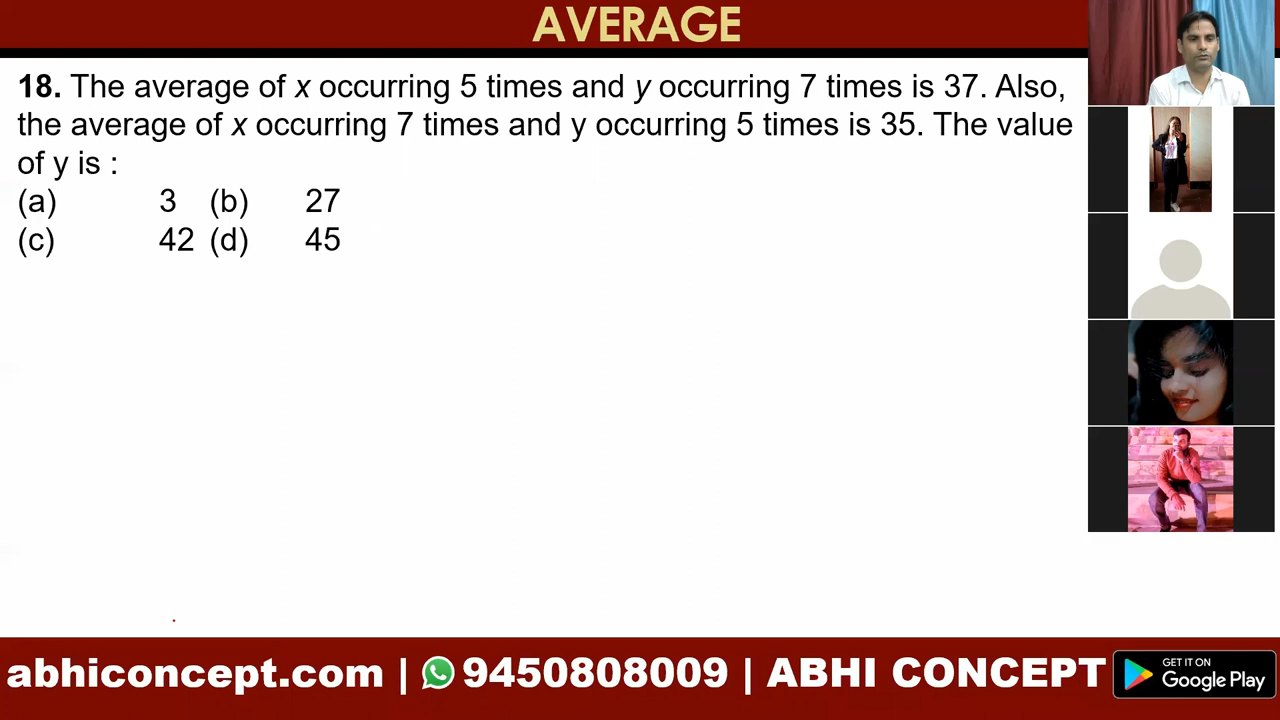 AVERAGE
18. The average of x occurring 5 times and y occurring 7 times is 37. Also,
the average of x occurring 7 times and y occurring 5 times is 35. The value
of y is :
(a) 3 (b) 27
(c) 42 (d) 45
abhiconcept.com | 9450808009 | ABHI CONCEPT
GET IT ON
Google Play